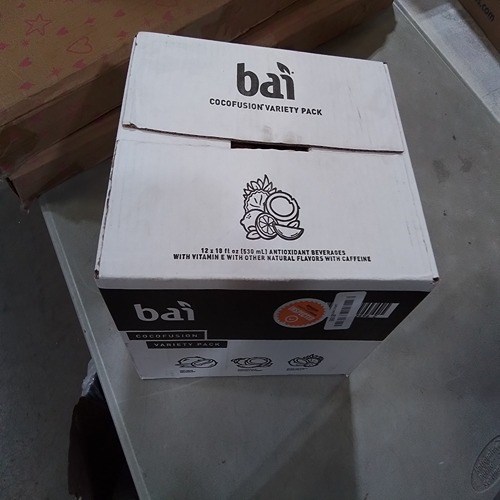 bai
COCOFUSION VARIETY PACK
12 x 18 fl oz (530 mL) ANTIOXIDANT BEVERAGES
WITH VITAMIN E WITH OTHER NATURAL FLAVORS WITH CAFFEINE
bai
COCOFUSION
VARIETY PACK